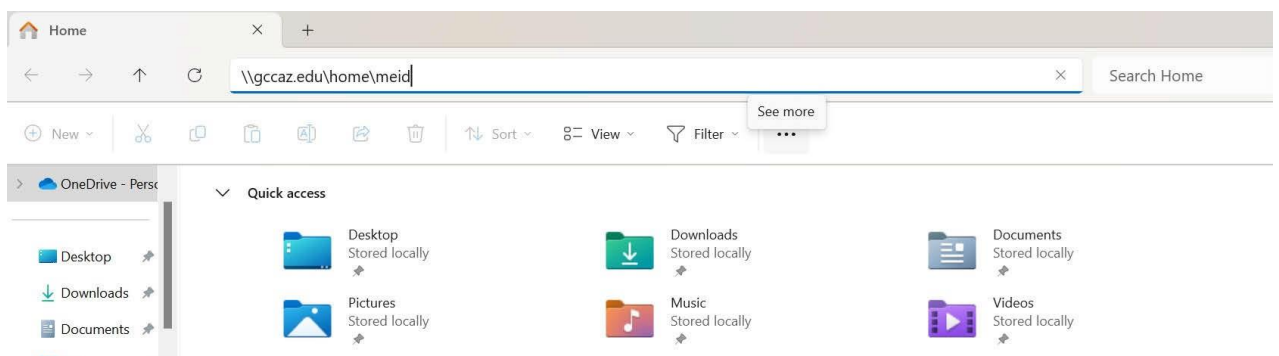 Home
\\gccaz.edu\home\meid
Search Home
See more
New
Sort
View
Filter
OneDrive - Perso
Quick access
Desktop
Stored locally
Downloads
Stored locally
Documents
Stored locally
Desktop
Downloads
Documents
Pictures
Stored locally
Music
Stored locally
Videos
Stored locally